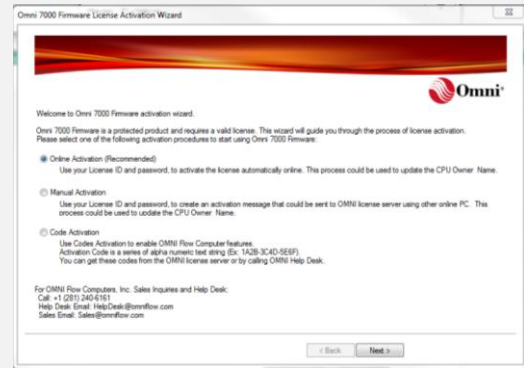 Omni 7000 Firmware License Activation Wizard
Omni
Welcome to Omni 7000 Firmware activation wizard.
Omni 7000 Firmware is a protected product and requires a valid license. This wizard will guide you through the process of license activation.
Please select one of the following activation procedures to start using Omni 7000 Firmware:
Online Activation (Recommended)
Use your License ID and password, to activate the license automatically online. This process could be used to update the CPU Owner Name.
Manual Activation
Use your License ID and password, to create an activation message that could be sent to OMNI license server using other online PC. This
process could be used to update the CPU Owner Name.
Code Activation
Use Codes Activation to enable OMNI Flow Computer features.
Activation Code is a series of alpha numeric text string (Ex: 1A2B-3C4D-5E6F).
You can get these codes from the OMNI license server or by calling OMNI Help Desk.
For OMNI Flow Computers, Inc. Sales Inquiries and Help Desk:
Call: +1 (281) 240-6161
Help Desk Email: HelpDesk@omniflow.com
Sales Email: Sales@omniflow.com
< Back Next >